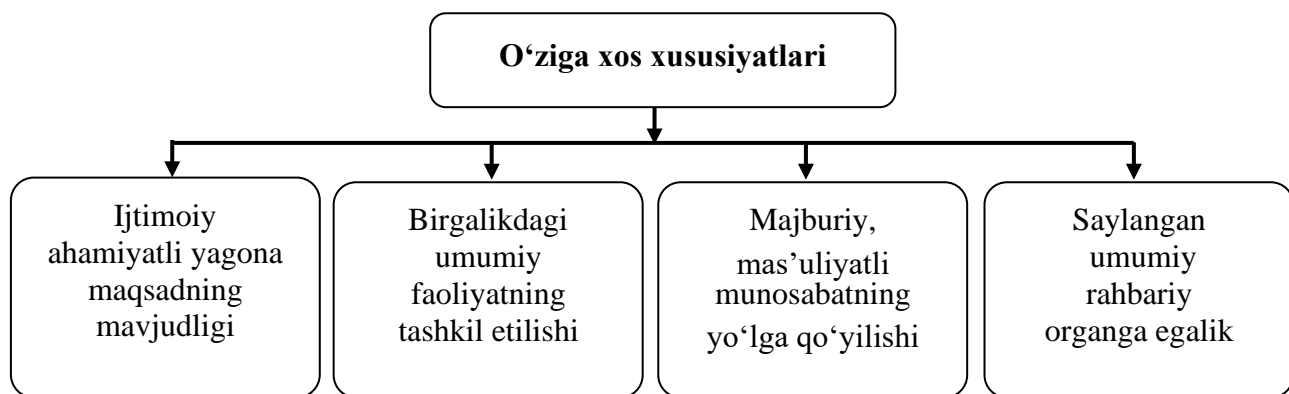 O‘ziga xos xususiyatlari
Ijtimoiy
ahamiyatli yagona
maqsadning
mavjudligi
Birgalikdagi
umumiy
faoliyatning
tashkil etilishi
Majburiy,
mas’uliyatli
munosabatning
yo‘lga qo‘yilishi
Saylangan
umumiy
rahbariy
organga egalik